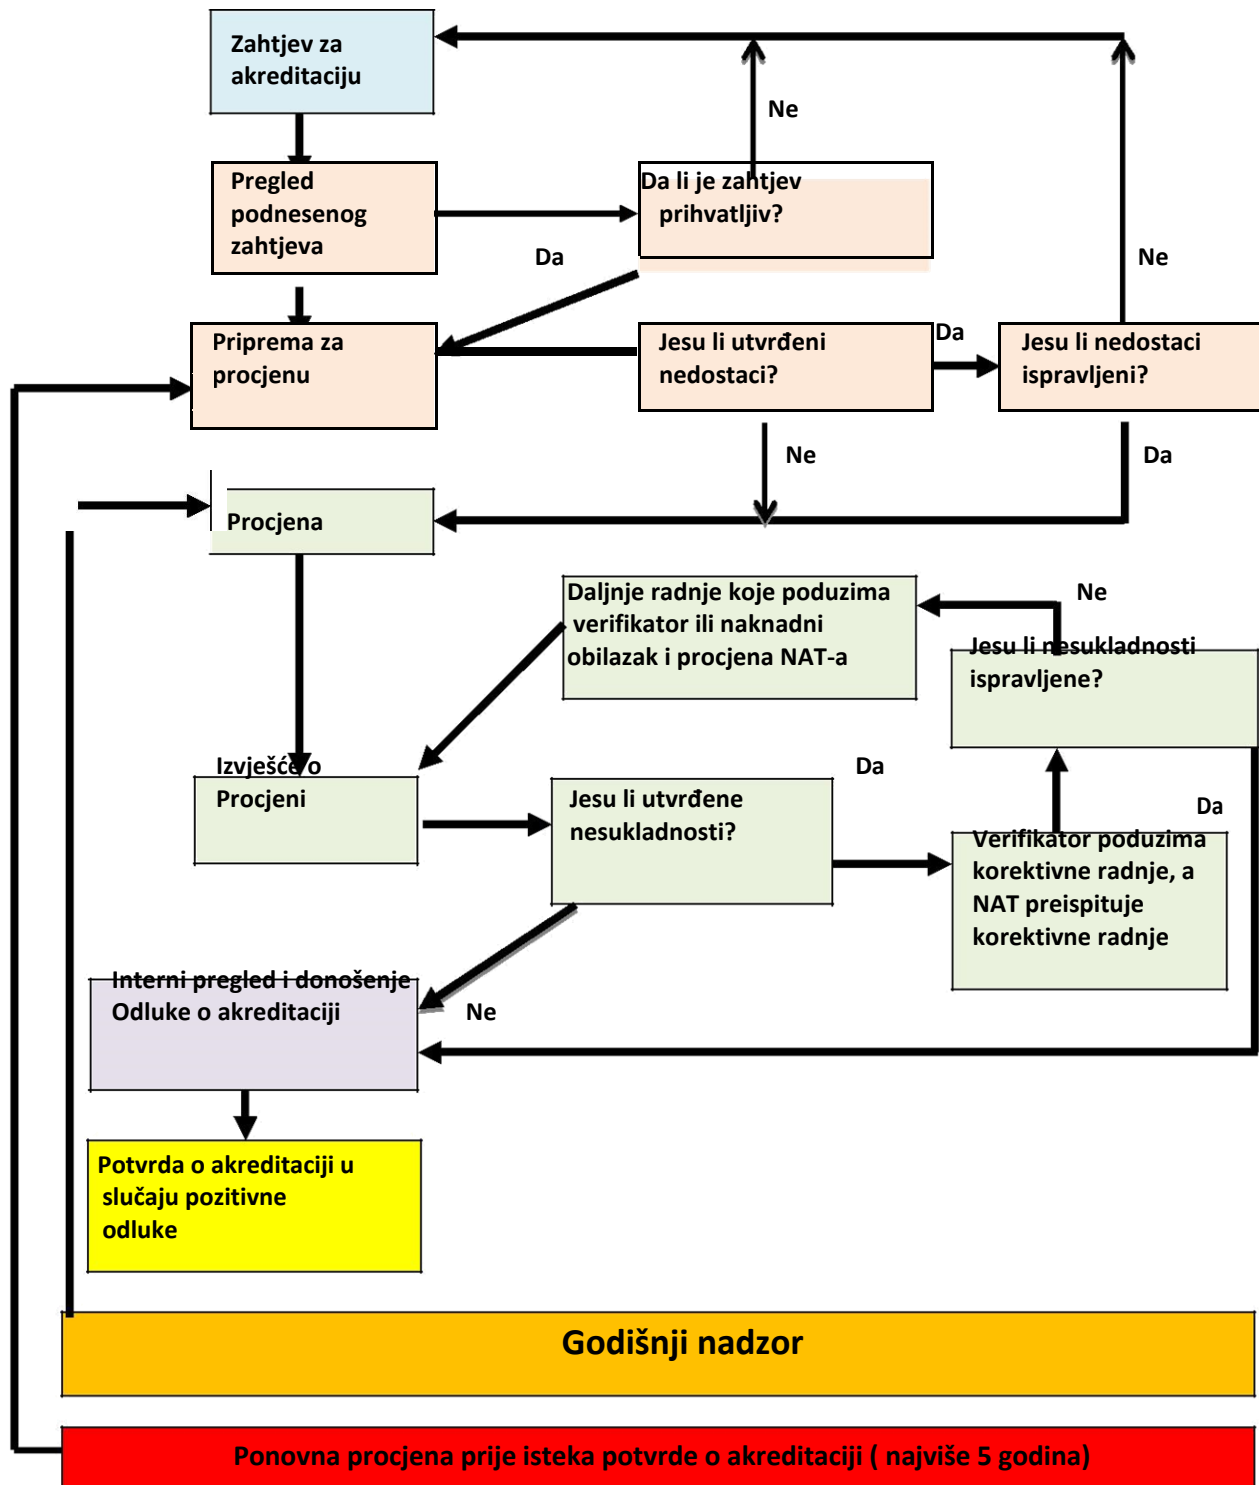 Zahtjev za
akreditaciju
Ne
Pregled
podnesenog
zahtjeva
Da li je zahtjev
prihvatljiv?
Da
Ne
Priprema za
procjenu
Jesu li utvrđeni
nedostaci?
Da
Jesu li nedostaci
ispravljeni?
Ne
Da
Procjena
Daljnje radnje koje poduzima
verifikator ili naknadni
obilazak i procjena NAT-a
Ne
Jesu li nesukladnosti
ispravljene?
Izvješće o
Procjeni
Jesu li utvrđene
nesukladnosti?
Da
Da
Verifikator poduzima
korektivne radnje, a
NAT preispituje
korektivne radnje
Interni pregled i donošenje
Odluke o akreditaciji
Ne
Potvrda o akreditaciji u
slučaju pozitivne
odluke
Godišnji nadzor
Ponovna procjena prije isteka potvrde o akreditaciji ( najviše 5 godina)